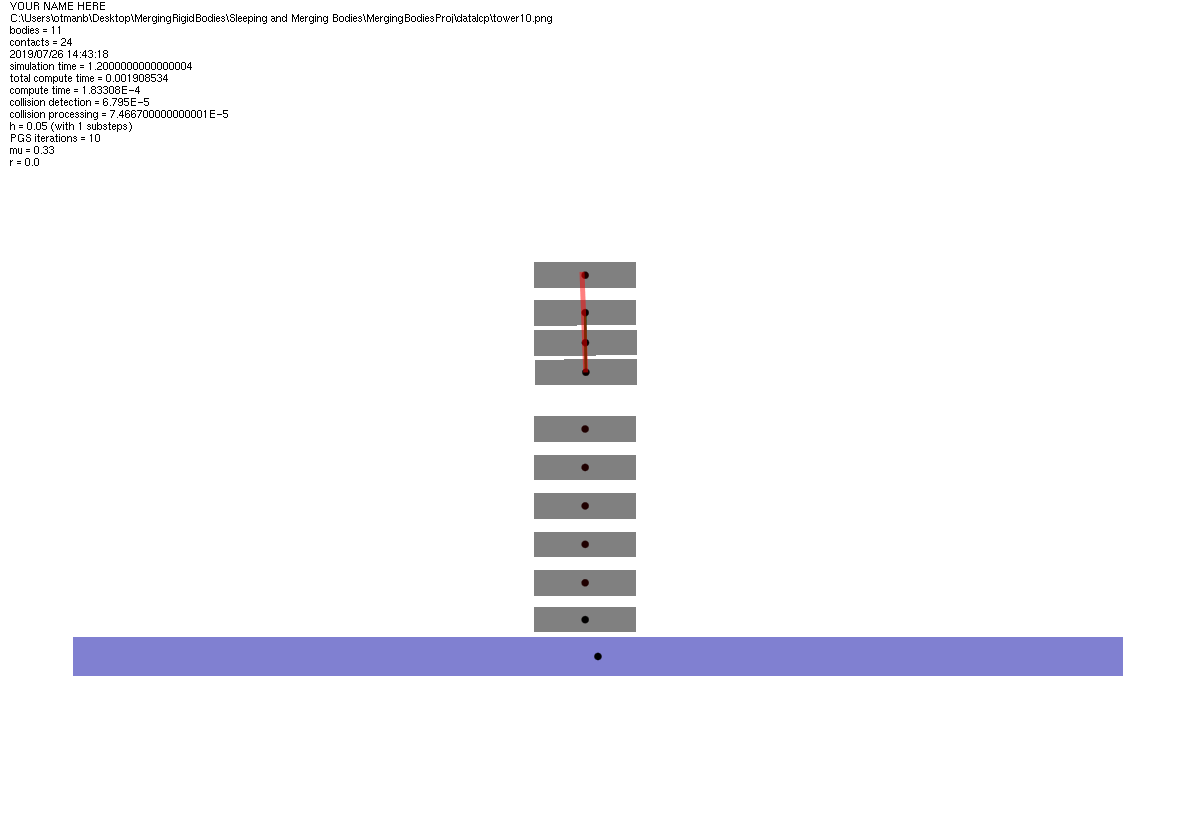 YOUR NAME HERE
C:\Users\otmanb\Desktop\MergingRigidBodies\Sleeping and Merging Bodies\MergingBodiesProj\data\cp\tower10.png
bodies = 11
contacts = 24
2019/07/26 14:43:18
simulation time = 1.2000000000000004
total compute time = 0.001908534
compute time = 1.83308E-4
collision detection = 6.795E-5
collision processing = 7.466700000000001E-5
h = 0.05 (with 1 substeps)
PGS iterations = 10
mu = 0.33
r = 0.0